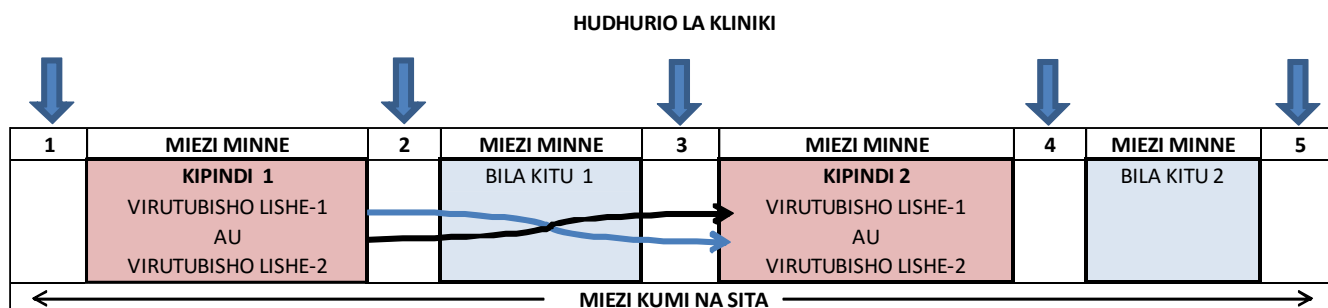 HUDHURIO LA KLINIKI
1 MIEZI MINNE 2 MIEZI MINNE 3 MIEZI MINNE 4 MIEZI MINNE 5
KIPINDI 1 BILA KITU 1 KIPINDI 2 BILA KITU 2
VIRUTUBISHO LISHE-1 VIRUTUBISHO LISHE-1
AU AU
VIRUTUBISHO LISHE-2 VIRUTUBISHO LISHE-2
MIEZI KUMI NA SITA